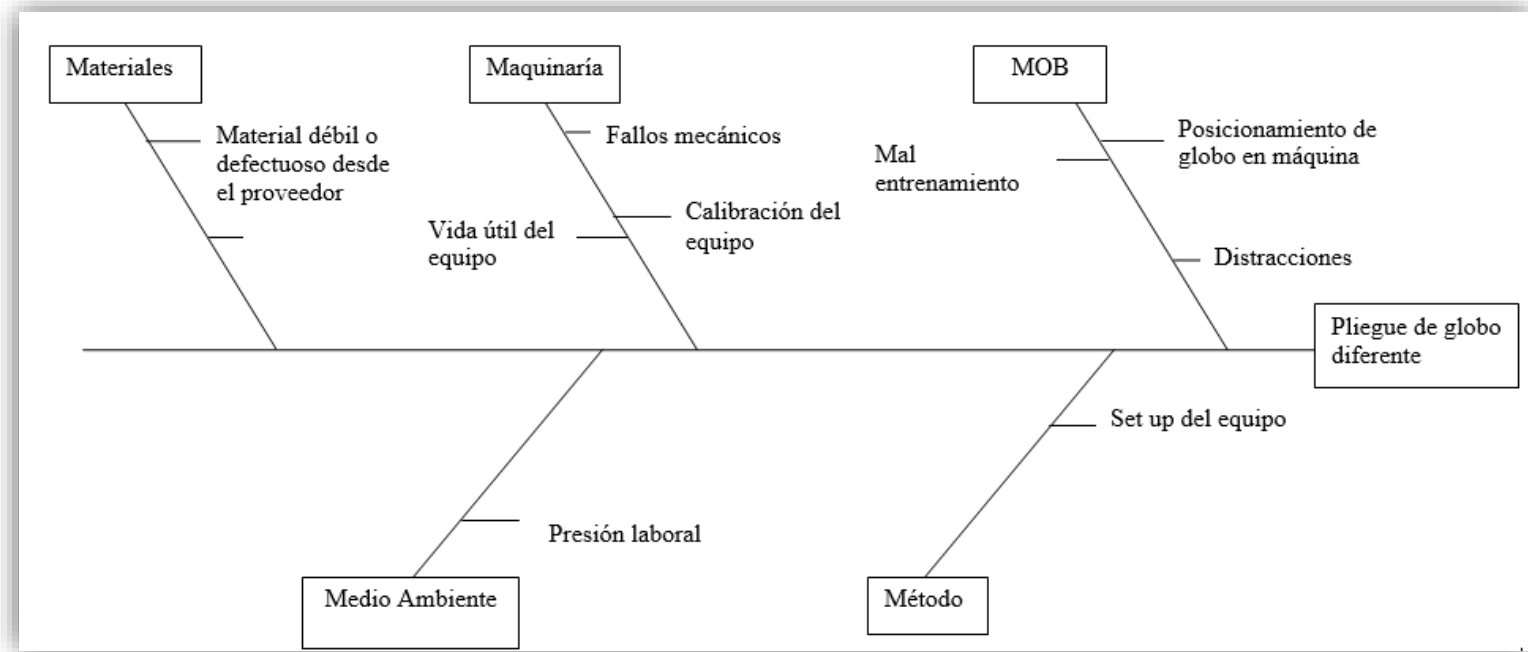 Materiales
Maquinaría
MOB
Material débil o
defectuoso desde
el proveedor
Fallos mecánicos
Vida útil del
equipo
Calibración del
equipo
Mal
entrenamiento
Posicionamiento de
globo en máquina
Distracciones
Pliegue de globo
diferente
Presión laboral
Set up del equipo
Medio Ambiente
Método